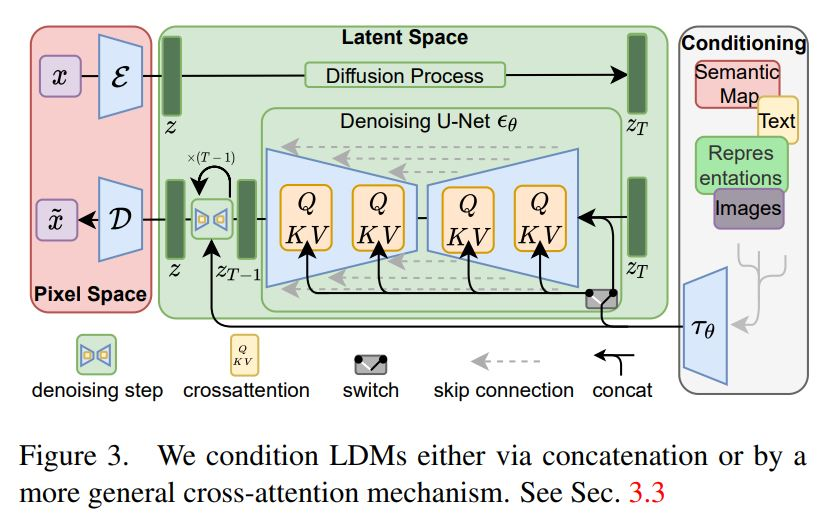 Latent Space
Conditioning
x
ℰ
Diffusion Process
z
z_T
Semantic
Map
Text
Repres
entations
Images
Denoising U-Net ϵ_θ
×(T−1)
x̃
𝒟
Q
K V
Q
K V
Q
K V
Q
K V
z
z_{T−1}
z_T
Pixel Space
τ_θ
Q
K V
denoising step
crossattention
switch
skip connection
concat
Figure 3. We condition LDMs either via concatenation or by a
more general cross-attention mechanism. See Sec. 3.3